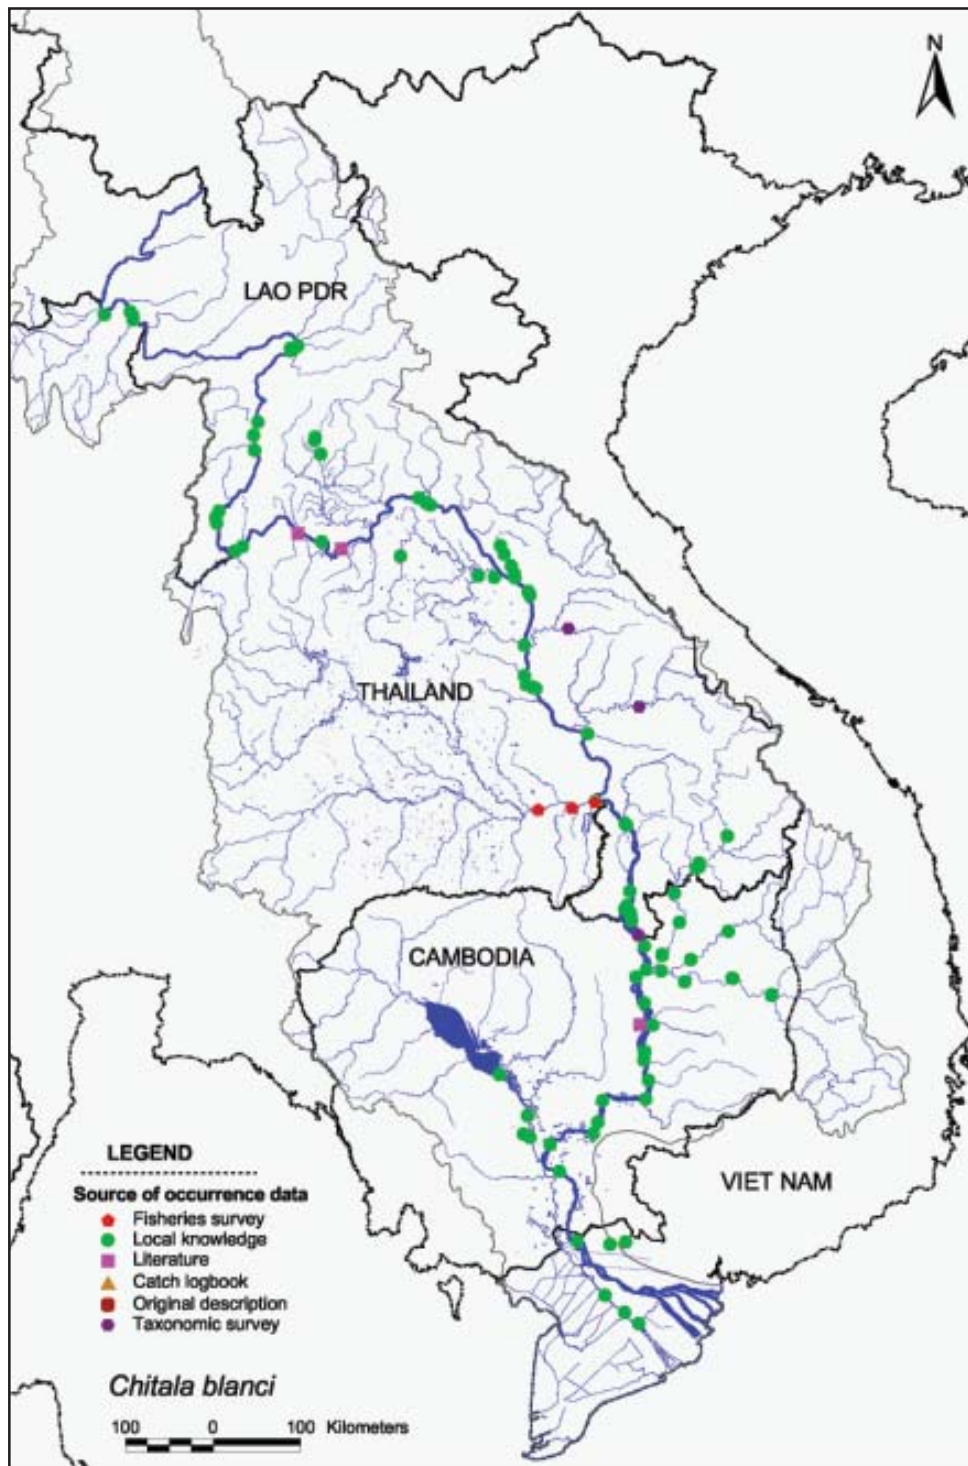 N
LAO PDR
THAILAND
CAMBODIA
VIET NAM
LEGEND
Source of occurrence data
Fisheries survey
Local knowledge
Literature
Catch logbook
Original description
Taxonomic survey
Chitala blanci
100 0 100 Kilometers